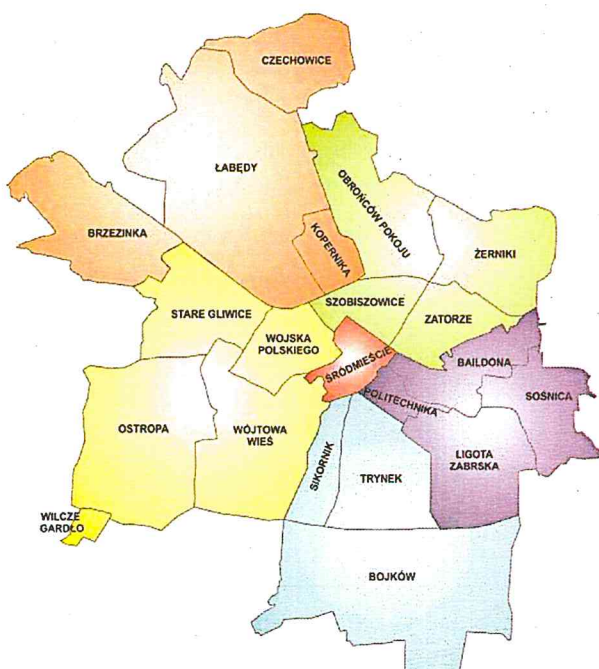 CZECHOWICE
ŁABĘDY
OBROŃCÓW POKOJU
BRZEZINKA
KOPERNIKA
ŻERNIKI
STARE GLIWICE
SZOBISZOWICE
ZATORZE
WOJSKA
POLSKIEGO
ŚRÓDMIEŚCIE
BAILDONA
POLITECHNIKA
SOŚNICA
OSTROPA
WÓJTOWA
WIEŚ
SIKORNIK
TRYNEK
LIGOTA
ZABRSKA
WILCZE
GARDŁO
BOJKÓW